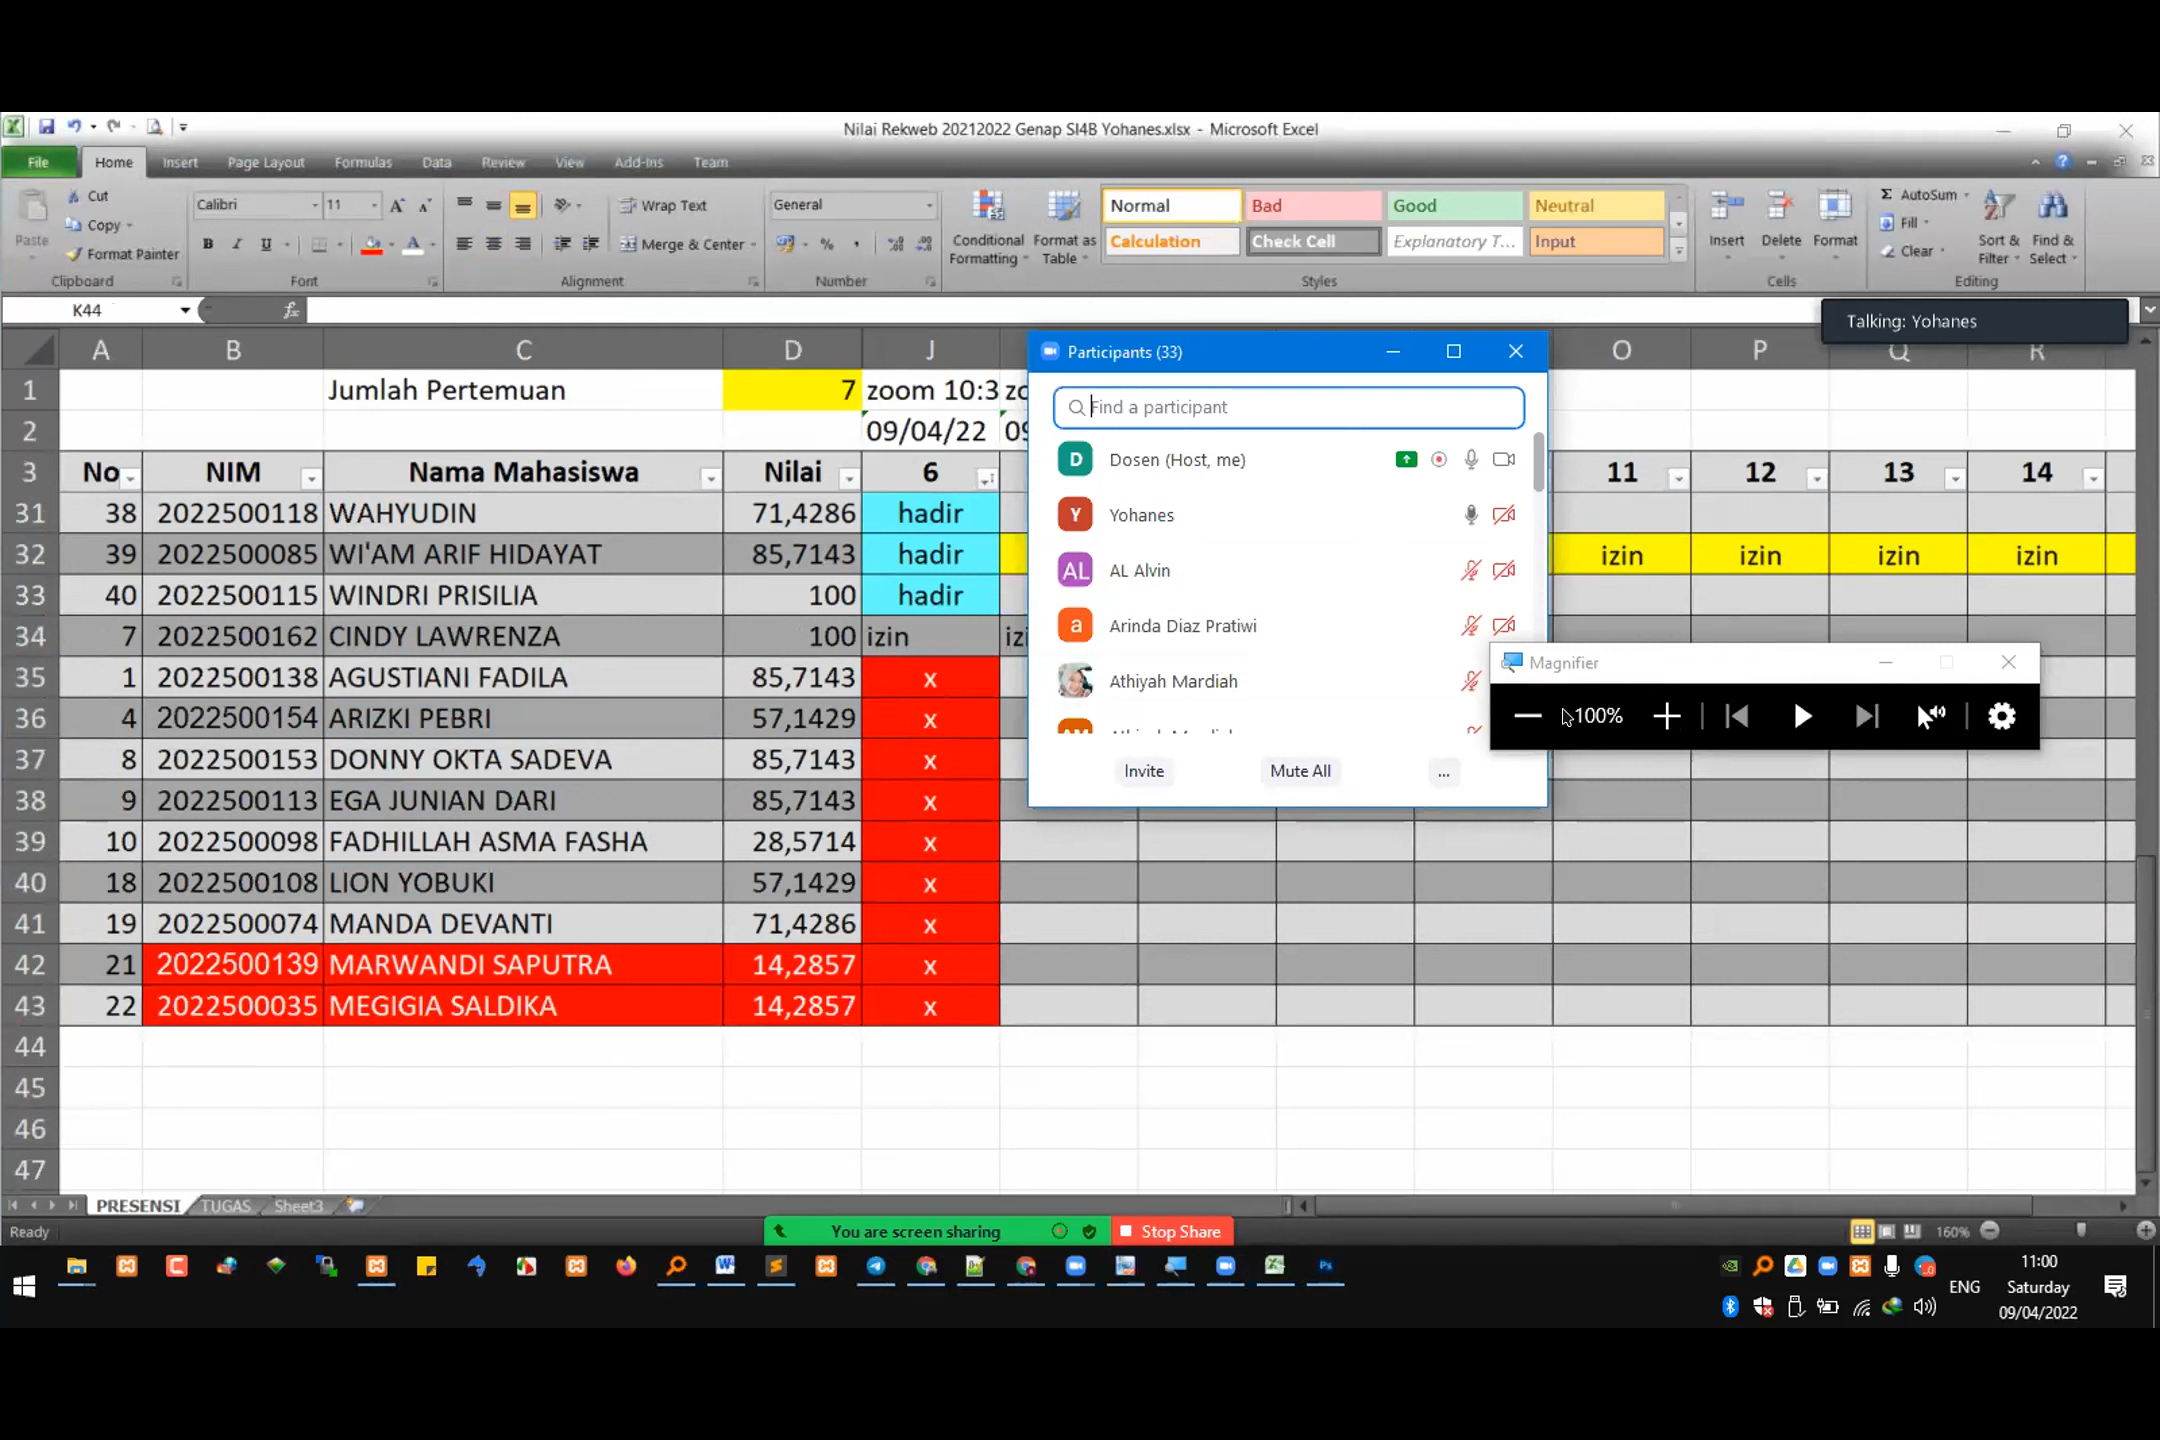 Nilai Rekweb 20212022 Genap SI4B Yohanes.xlsx - Microsoft Excel
File Home Insert Page Layout Formulas Data Review View Add-Ins Team
Paste Cut Copy Format Painter Clipboard
Calibri 11 B I U Font
Wrap Text Merge & Center Alignment
General % Number
Conditional Formatting Format as Table
Normal Bad Good Neutral
Calculation Check Cell Explanatory T... Input
Styles
Insert Delete Format Cells
Σ AutoSum Fill Clear Sort & Filter Find & Select Editing
K44 fx
Talking: Yohanes
A B C D J O P Q R
1 Jumlah Pertemuan 7 zoom 10:3 zo
2 09/04/22 09
3 No NIM Nama Mahasiswa Nilai 6 11 12 13 14
31 38 2022500118 WAHYUDIN 71,4286 hadir
32 39 2022500085 WI'AM ARIF HIDAYAT 85,7143 hadir izin izin izin izin
33 40 2022500115 WINDRI PRISILIA 100 hadir
34 7 2022500162 CINDY LAWRENZA 100 izin izi
35 1 2022500138 AGUSTIANI FADILA 85,7143 x
36 4 2022500154 ARIZKI PEBRI 57,1429 x
37 8 2022500153 DONNY OKTA SADEVA 85,7143 x
38 9 2022500113 EGA JUNIAN DARI 85,7143 x
39 10 2022500098 FADHILLAH ASMA FASHA 28,5714 x
40 18 2022500108 LION YOBUKI 57,1429 x
41 19 2022500074 MANDA DEVANTI 71,4286 x
42 21 2022500139 MARWANDI SAPUTRA 14,2857 x
43 22 2022500035 MEGIGIA SALDIKA 14,2857 x
44
45
46
47
Participants (33)
Find a participant
D Dosen (Host, me)
Y Yohanes
AL AL Alvin
a Arinda Diaz Pratiwi
Athiyah Mardiah
Invite Mute All ...
Magnifier
100%
PRESENSI TUGAS Sheet3
Ready
You are screen sharing Stop Share
160%
11:00
ENG Saturday
09/04/2022